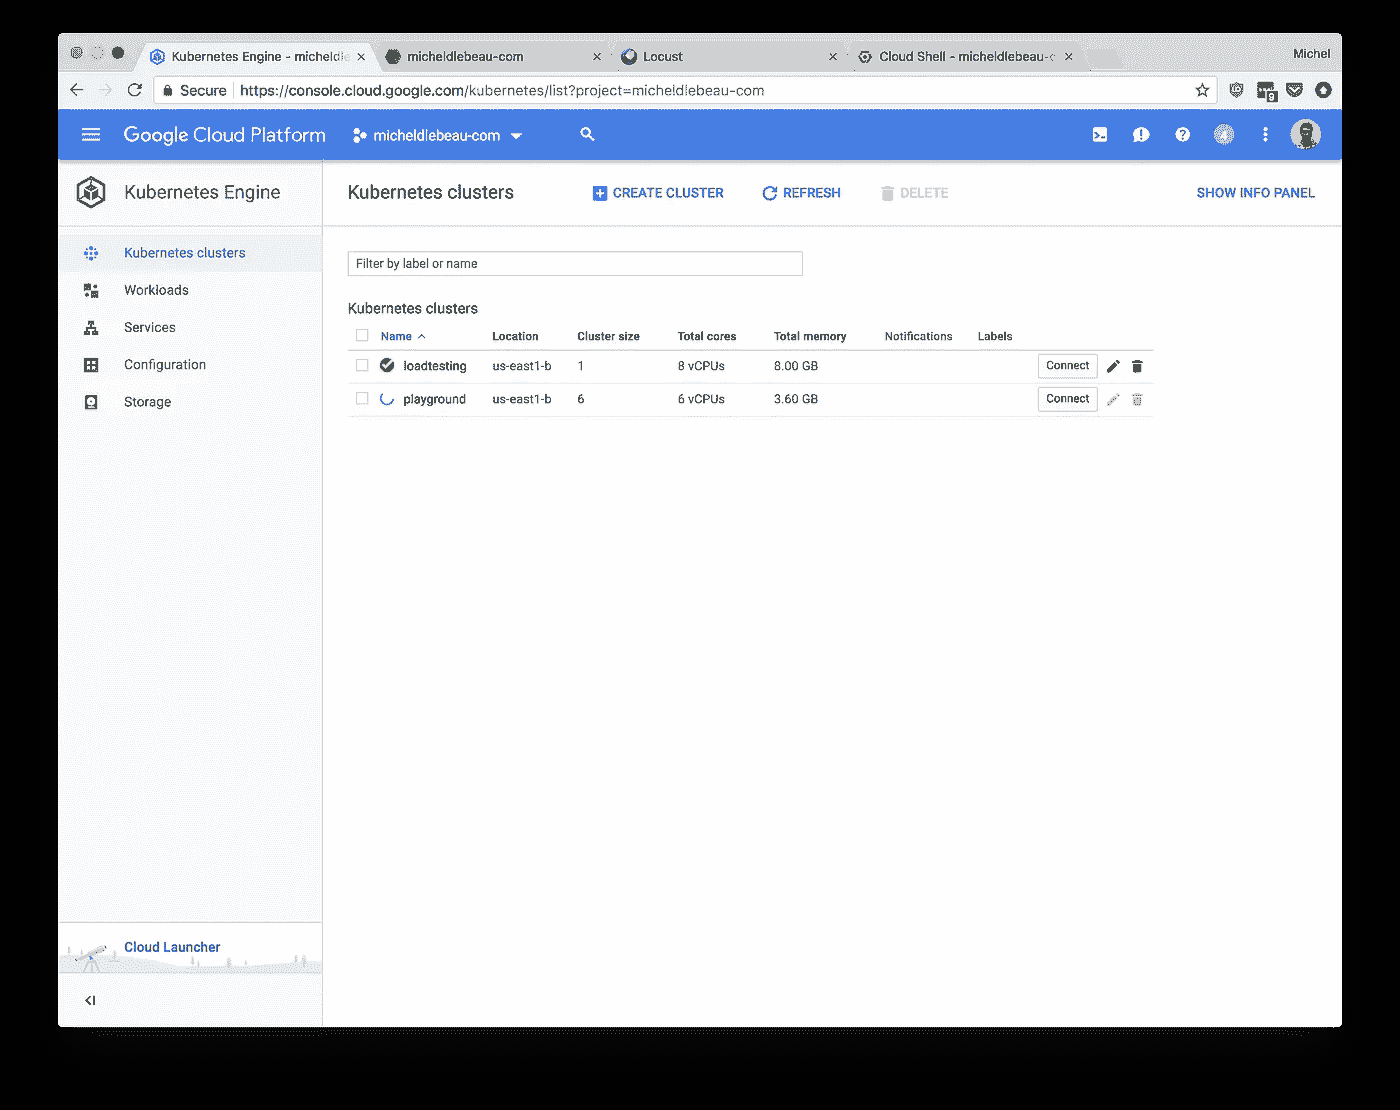 Kubernetes Engine - micheldle
micheldlebeau-com
Locust
Cloud Shell - micheldlebeau-c
Michel
Secure https://console.cloud.google.com/kubernetes/list?project=micheldlebeau-com
9
Google Cloud Platform micheldlebeau-com
4
Kubernetes Engine
Kubernetes clusters CREATE CLUSTER REFRESH DELETE SHOW INFO PANEL
Kubernetes clusters
Workloads
Services
Configuration
Storage
Filter by label or name
Kubernetes clusters
Name Location Cluster size Total cores Total memory Notifications Labels
loadtesting us-east1-b 1 8 vCPUs 8.00 GB Connect
playground us-east1-b 6 6 vCPUs 3.60 GB Connect
Cloud Launcher